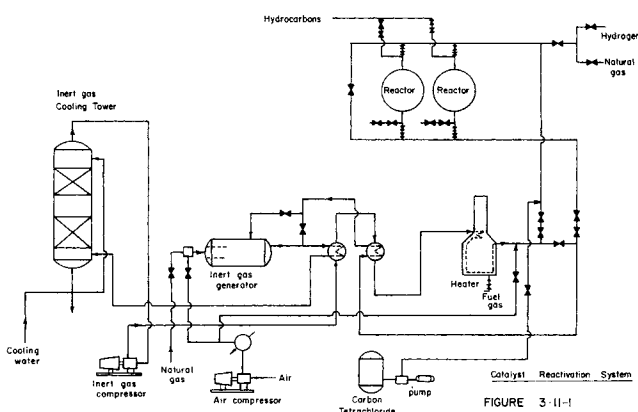 Hydrocarbons
Hydroger
Natural
gas
Reactor
Reactor
Inert gas
Cooling Tower
Inert gas
generator
Heater
Fuel
gas
Cooling
water
Inert gas
compressor
Natural
gas
Air
Air compressor
Carbon
Tetrachloride
pump
Catalyst Reactivation System
FIGURE 3-11-1